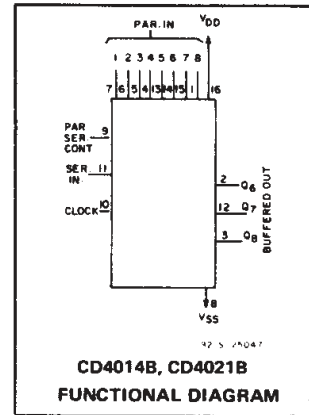 PAR. IN
VDD
1 2 3 4 5 6 7 8
7 6 5 4 13 14 15 1 16
PAR
SER.
CONT
9
SER.
IN
11
CLOCK
10
2
Q6
12
Q7
3
Q8
BUFFERED OUT
8
VSS
92 S 25047
CD4014B, CD4021B
FUNCTIONAL DIAGRAM